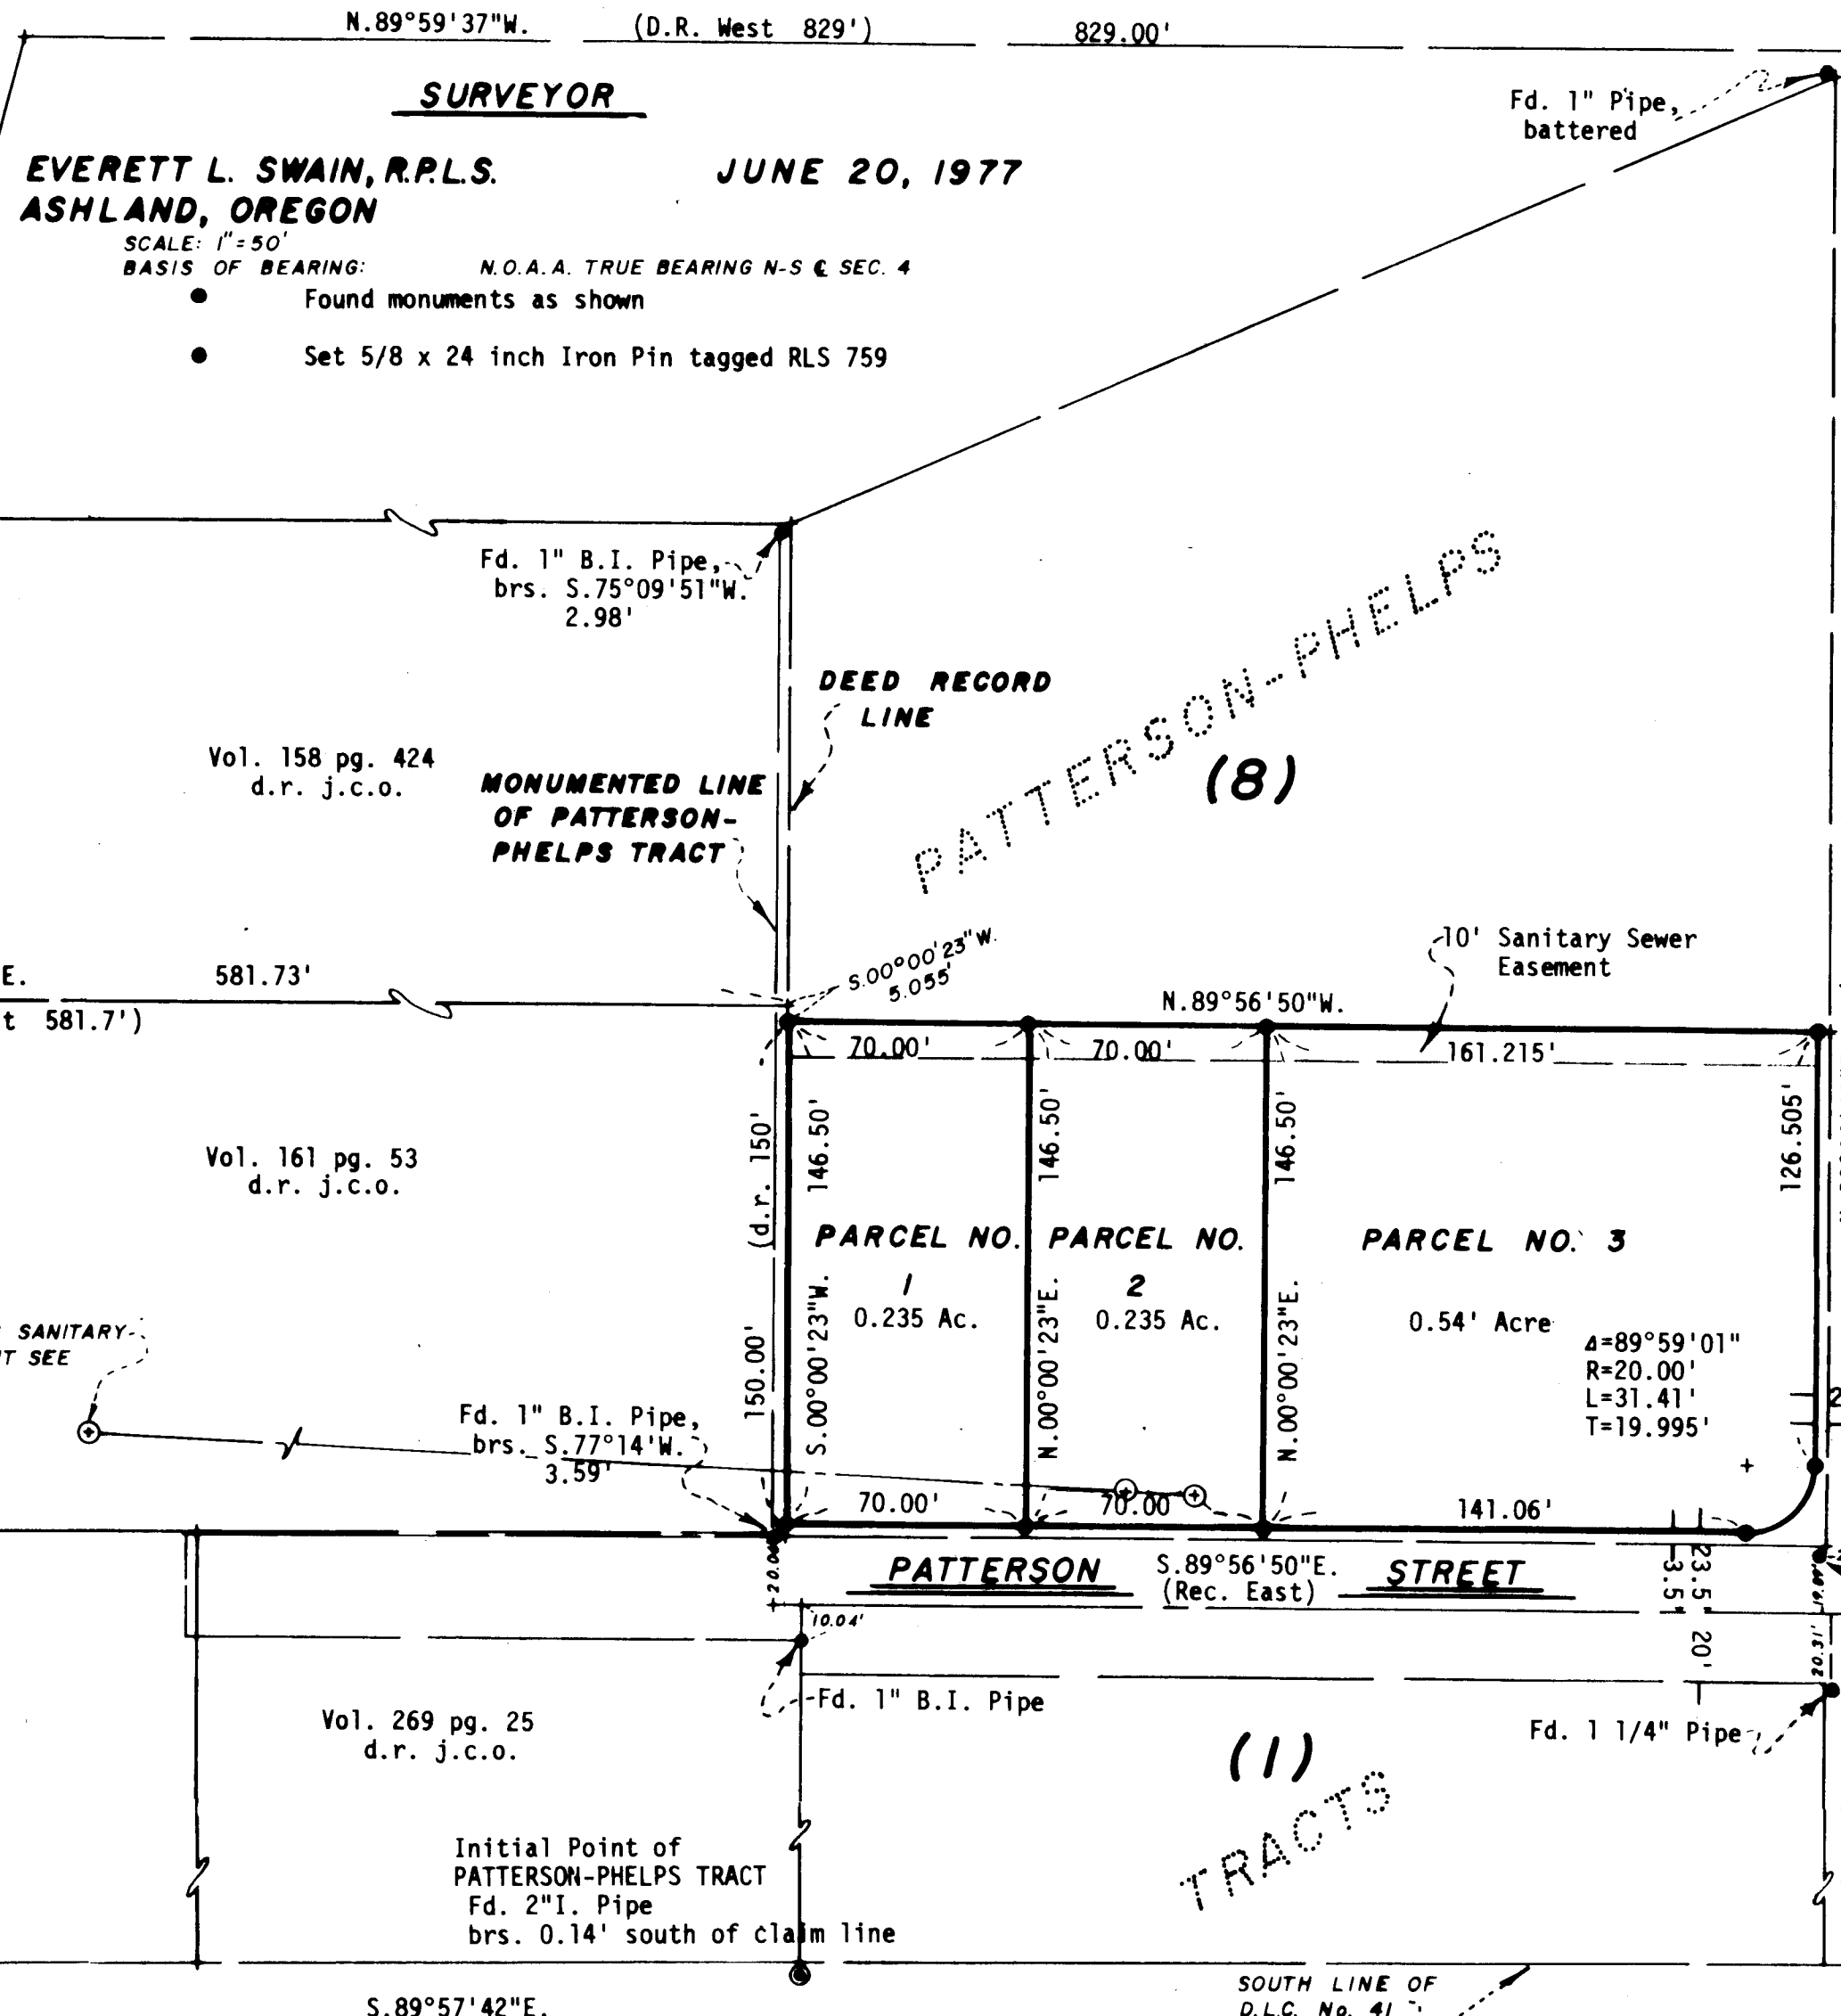 N.89°59'37"W. (D.R. West 829') 829.00'
SURVEYOR
Fd. 1" Pipe,
battered
EVERETT L. SWAIN, R.P.L.S. JUNE 20, 1977
ASHLAND, OREGON
SCALE: 1"=50'
BASIS OF BEARING: N.O.A.A. TRUE BEARING N-S ℄ SEC. 4
● Found monuments as shown
● Set 5/8 x 24 inch Iron Pin tagged RLS 759
Fd. 1" B.I. Pipe,
brs. S.75°09'51"W.
2.98'
PATTERSON-PHELPS
(8)
DEED RECORD
LINE
Vol. 158 pg. 424
d.r. j.c.o.
MONUMENTED LINE
OF PATTERSON-
PHELPS TRACT
S.00°00'23"W.
5.055'
10' Sanitary Sewer
Easement
E. 581.73'
t 581.7')
N.89°56'50"W.
70.00' 70.00' 161.215'
(d.r. 150'
150.00'
146.50'
S.00°00'23"W.
146.50'
N.00°00'23"E.
146.50'
N.00°00'23"E.
126.505'
Vol. 161 pg. 53
d.r. j.c.o.
PARCEL NO.
1
0.235 Ac.
PARCEL NO.
2
0.235 Ac.
PARCEL NO. 3
0.54' Acre
Δ=89°59'01"
R=20.00'
L=31.41'
T=19.995'
2
SANITARY
T SEE
Fd. 1" B.I. Pipe,
brs. S.77°14'W.
3.59'
70.00' 70.00 141.06'
PATTERSON STREET
S.89°56'50"E.
(Rec. East)
3.5'
23.5'
20'
20.31'
10.04'
Fd. 1" B.I. Pipe
Fd. 1 1/4" Pipe
Vol. 269 pg. 25
d.r. j.c.o.
(1)
TRACTS
Initial Point of
PATTERSON-PHELPS TRACT
Fd. 2"I. Pipe
brs. 0.14' south of claim line
S.89°57'42"E.
SOUTH LINE OF
D.L.C. No. 41